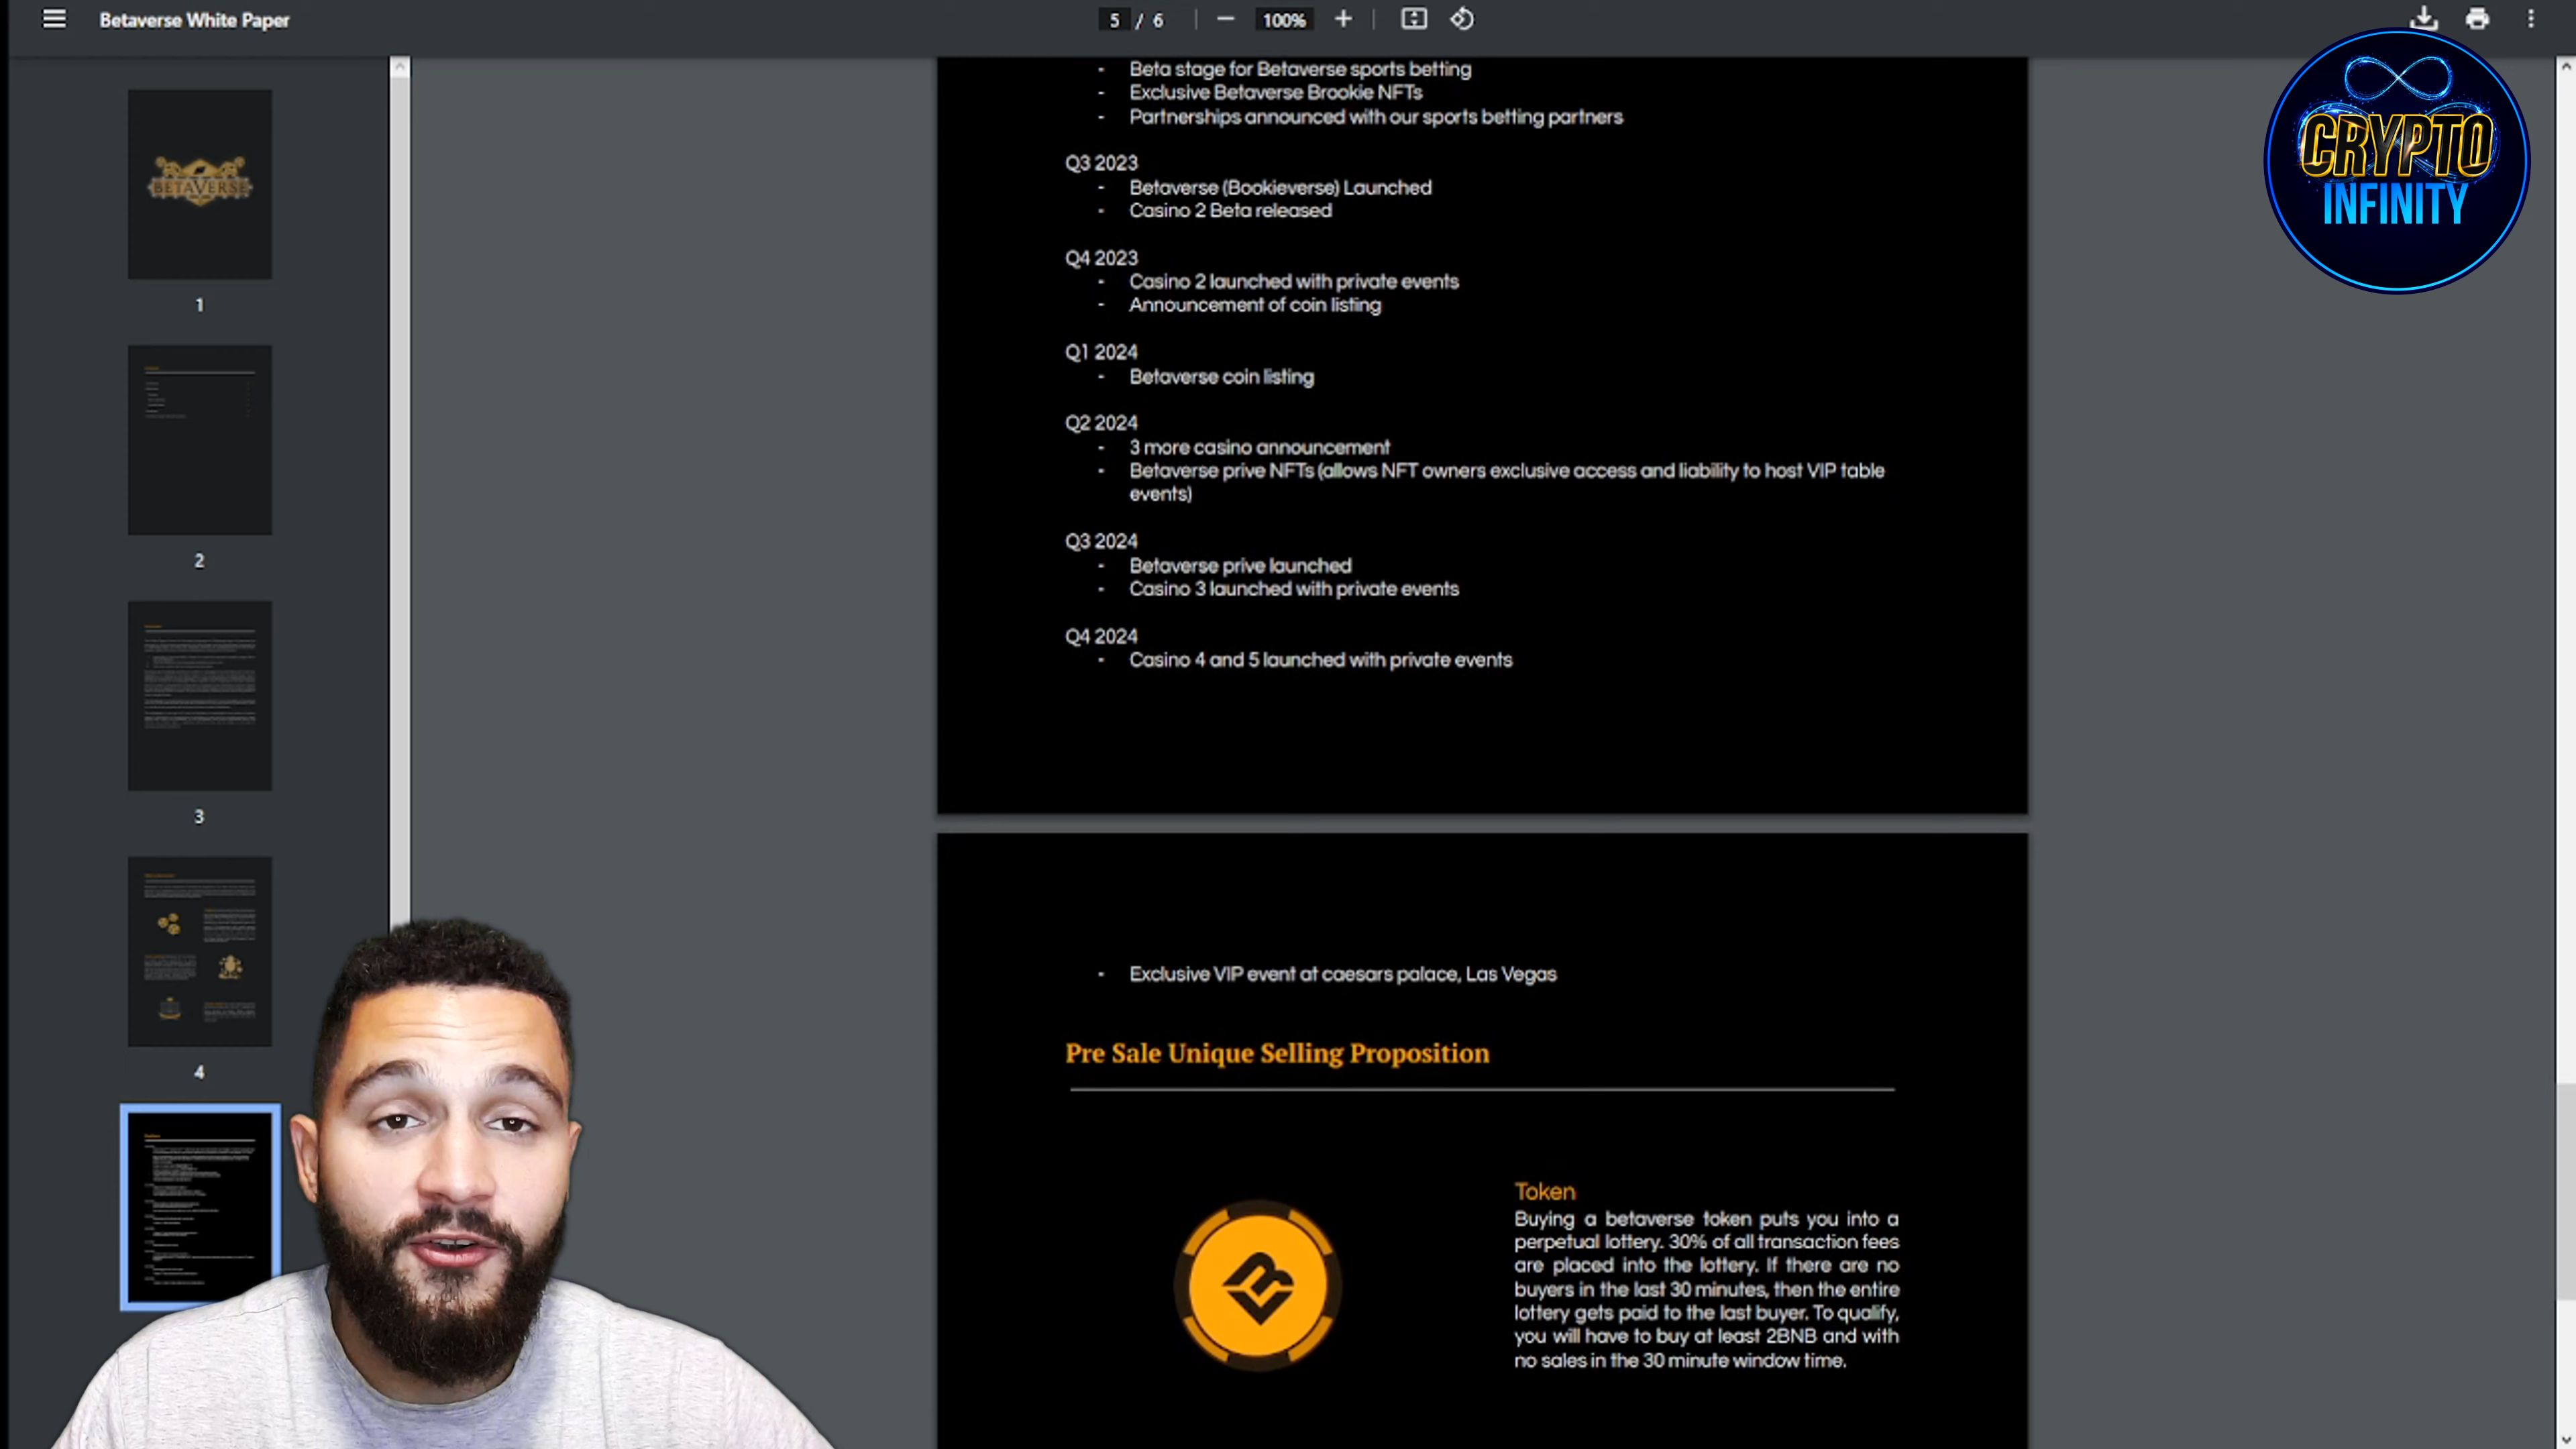 Betaverse White Paper
5 / 6
100%
CRYPTO
INFINITY
BETAVERSE
1
2
3
4
- Beta stage for Betaverse sports betting
- Exclusive Betaverse Brookie NFTs
- Partnerships announced with our sports betting partners
Q3 2023
- Betaverse (Bookieverse) Launched
- Casino 2 Beta released
Q4 2023
- Casino 2 launched with private events
- Announcement of coin listing
Q1 2024
- Betaverse coin listing
Q2 2024
- 3 more casino announcement
- Betaverse prive NFTs (allows NFT owners exclusive access and liability to host VIP table
events)
Q3 2024
- Betaverse prive launched
- Casino 3 launched with private events
Q4 2024
- Casino 4 and 5 launched with private events
- Exclusive VIP event at caesars palace, Las Vegas
Pre Sale Unique Selling Proposition
Token
Buying a betaverse token puts you into a
perpetual lottery. 30% of all transaction fees
are placed into the lottery. If there are no
buyers in the last 30 minutes, then the entire
lottery gets paid to the last buyer. To qualify,
you will have to buy at least 2BNB and with
no sales in the 30 minute window time.